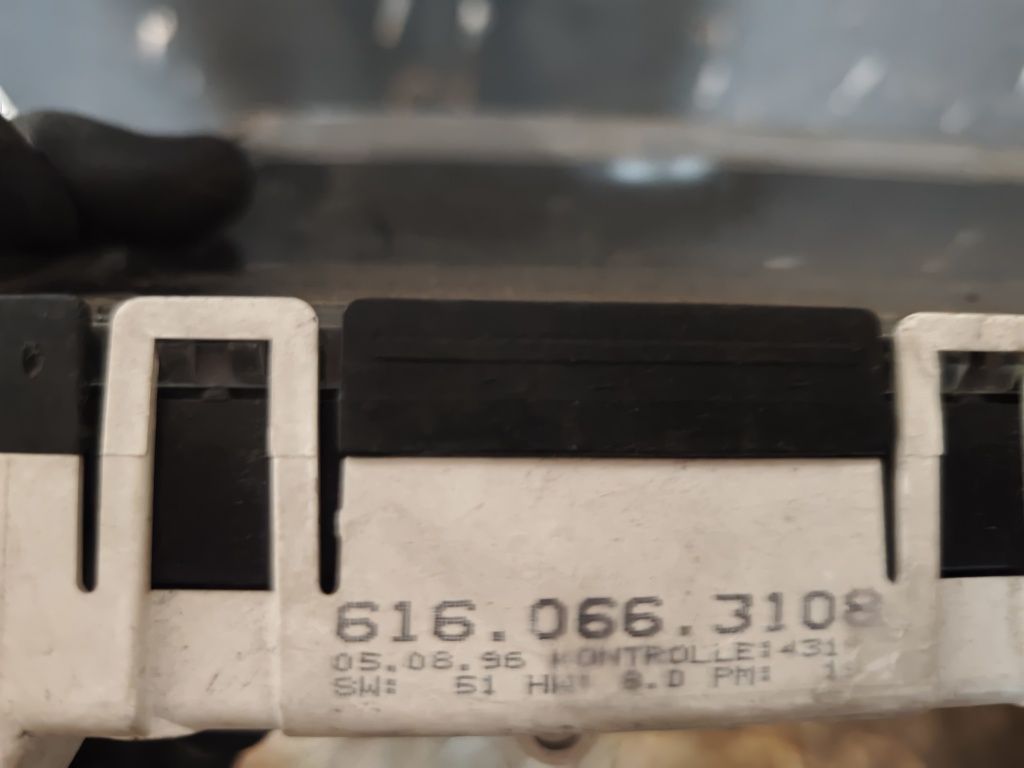 616.066.3108
05.08.96 KONTROLLE:431
SW: 51 HW: 8.0 PM: 1